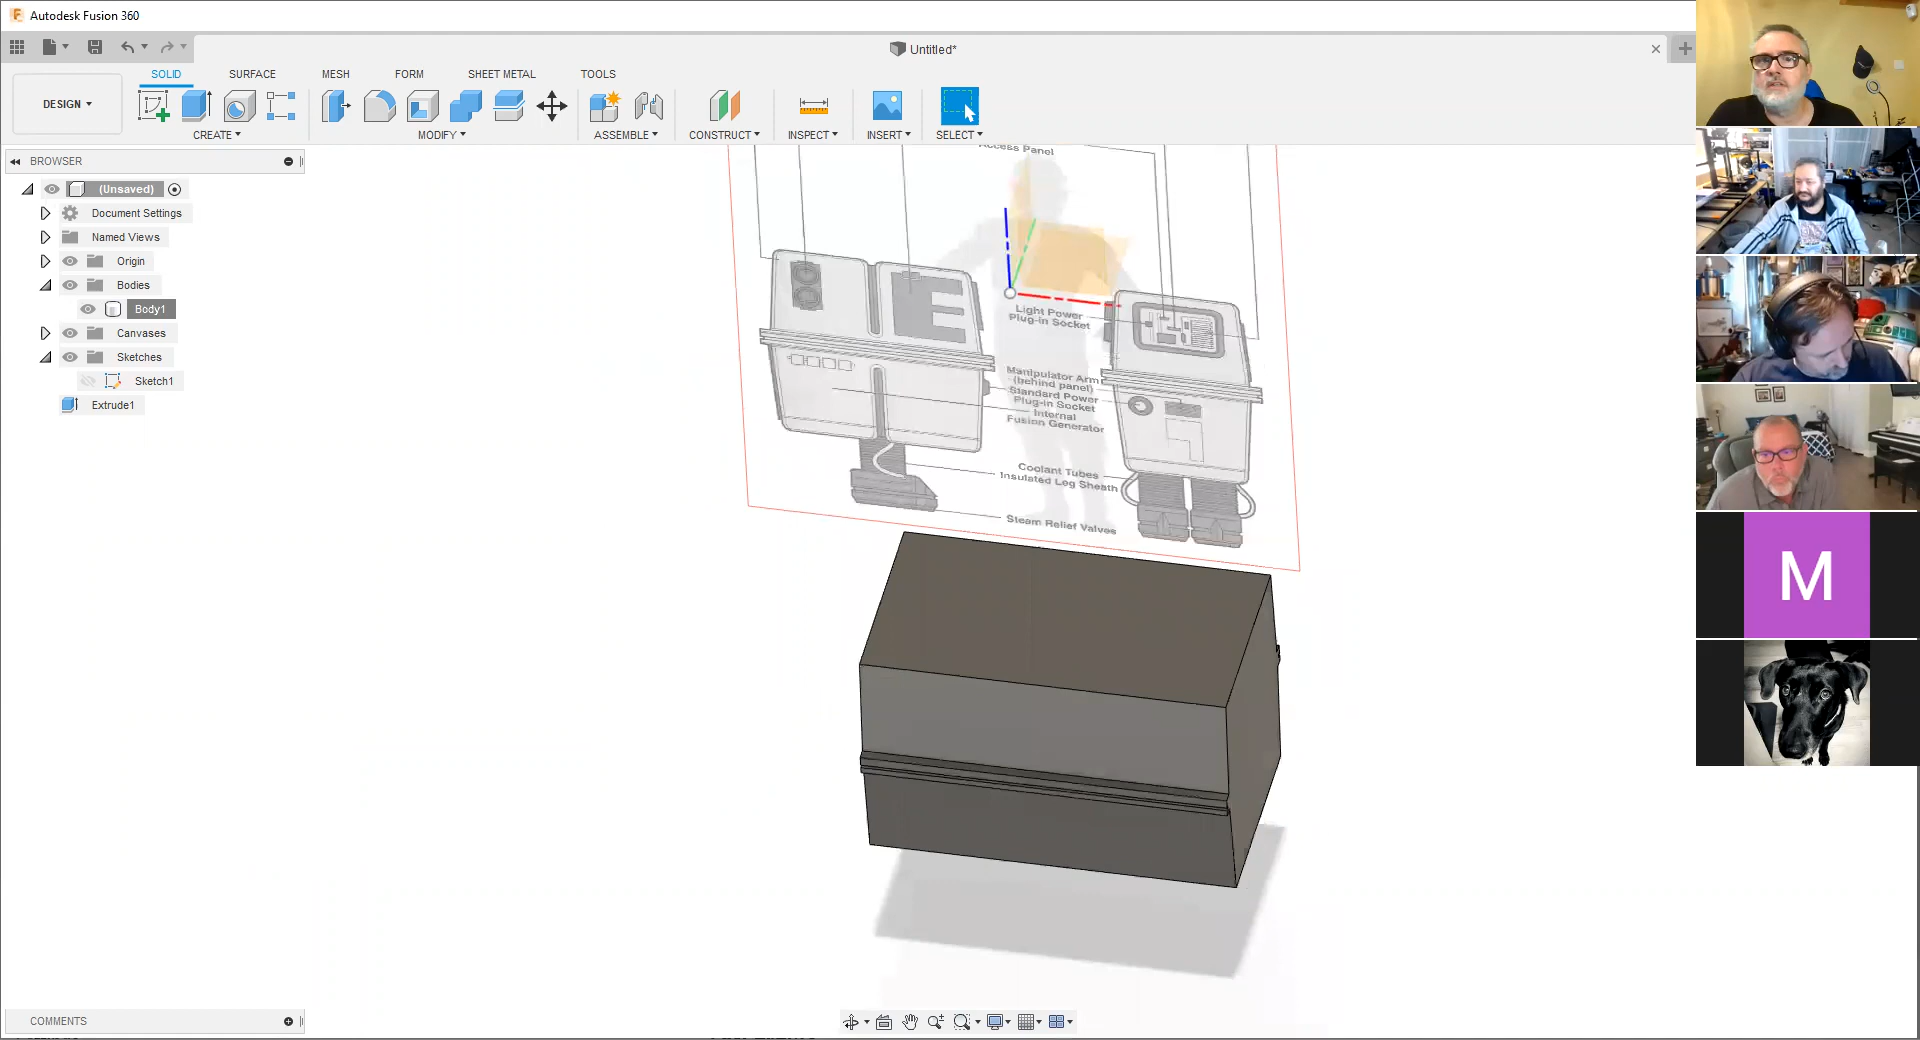 Autodesk Fusion 360
Untitled*
DESIGN
SOLID
SURFACE
MESH
FORM
SHEET METAL
TOOLS
CREATE
MODIFY
ASSEMBLE
CONSTRUCT
INSPECT
INSERT
SELECT
BROWSER
(Unsaved)
Document Settings
Named Views
Origin
Bodies
Body1
Canvases
Sketches
Sketch1
Extrude1
Access Panel
Light Power
Plug-in Socket
Manipulator Arm
(behind panel)
Standard Power
Plug-in Socket
Internal
Fusion Generator
Coolant Tubes
Insulated Leg Sheath
Steam Relief Valves
M
COMMENTS